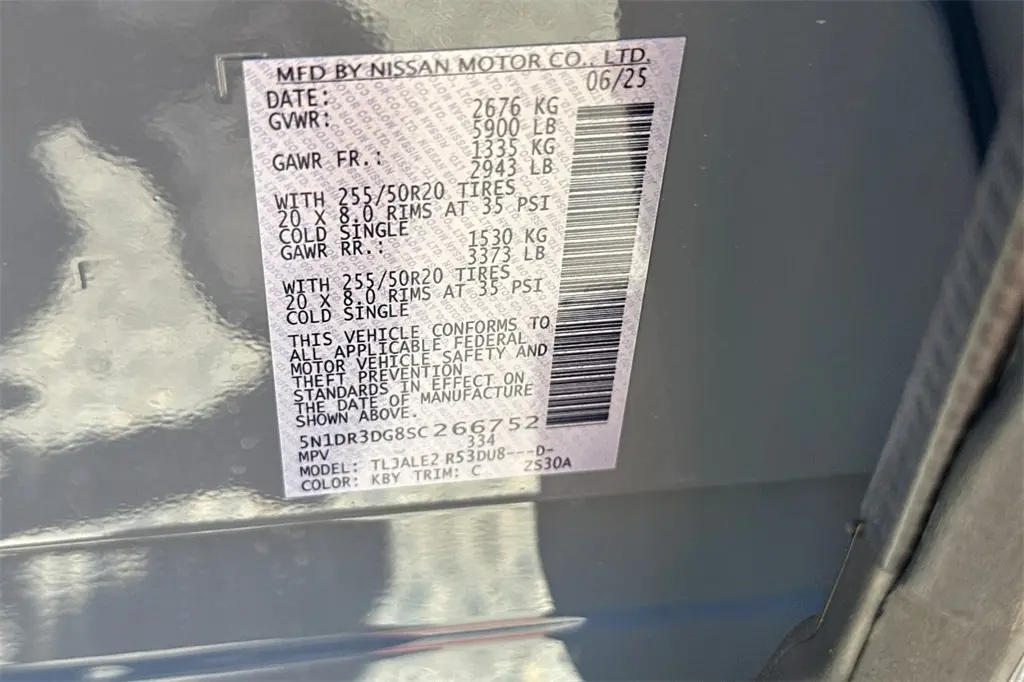 MFD BY NISSAN MOTOR CO., LTD.
DATE: 06/25
GVWR: 2676 KG
5900 LB
GAWR FR.: 1335 KG
2943 LB
WITH 255/50R20 TIRES
20 X 8.0 RIMS AT 35 PSI
COLD SINGLE
GAWR RR.: 1530 KG
3373 LB
WITH 255/50R20 TIRES
20 X 8.0 RIMS AT 35 PSI
COLD SINGLE
THIS VEHICLE CONFORMS TO
ALL APPLICABLE FEDERAL
MOTOR VEHICLE SAFETY AND
THEFT PREVENTION
STANDARDS IN EFFECT ON
THE DATE OF MANUFACTURE
SHOWN ABOVE.
5N1DR3DG8SC266752
MPV 334
MODEL: TLJALE2 R53DU8---D-
COLOR: KBY TRIM: C ZS30A